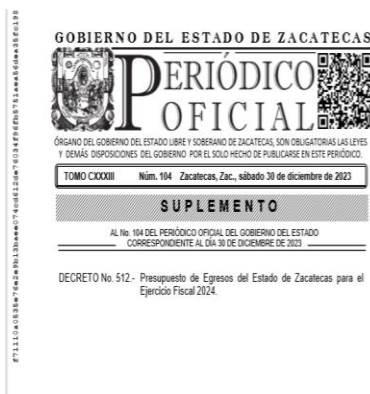 GOBIERNO DEL ESTADO DE ZACATECAS
PERIÓDICO
OFICIAL
ÓRGANO DEL GOBIERNO DEL ESTADO LIBRE Y SOBERANO DE ZACATECAS, SON OBLIGATORIAS LAS LEYES
Y DEMÁS DISPOSICIONES DEL GOBIERNO POR EL SOLO HECHO DE PUBLICARSE EN ESTE PERIÓDICO.
TOMO CXXXIII Núm. 104 Zacatecas, Zac., sábado 30 de diciembre de 2023
SUPLEMENTO
AL No. 104 DEL PERIÓDICO OFICIAL DEL GOBIERNO DEL ESTADO
CORRESPONDIENTE AL DÍA 30 DE DICIEMBRE DE 2023
DECRETO No. 512.- Presupuesto de Egresos del Estado de Zacatecas para el
Ejercicio Fiscal 2024.